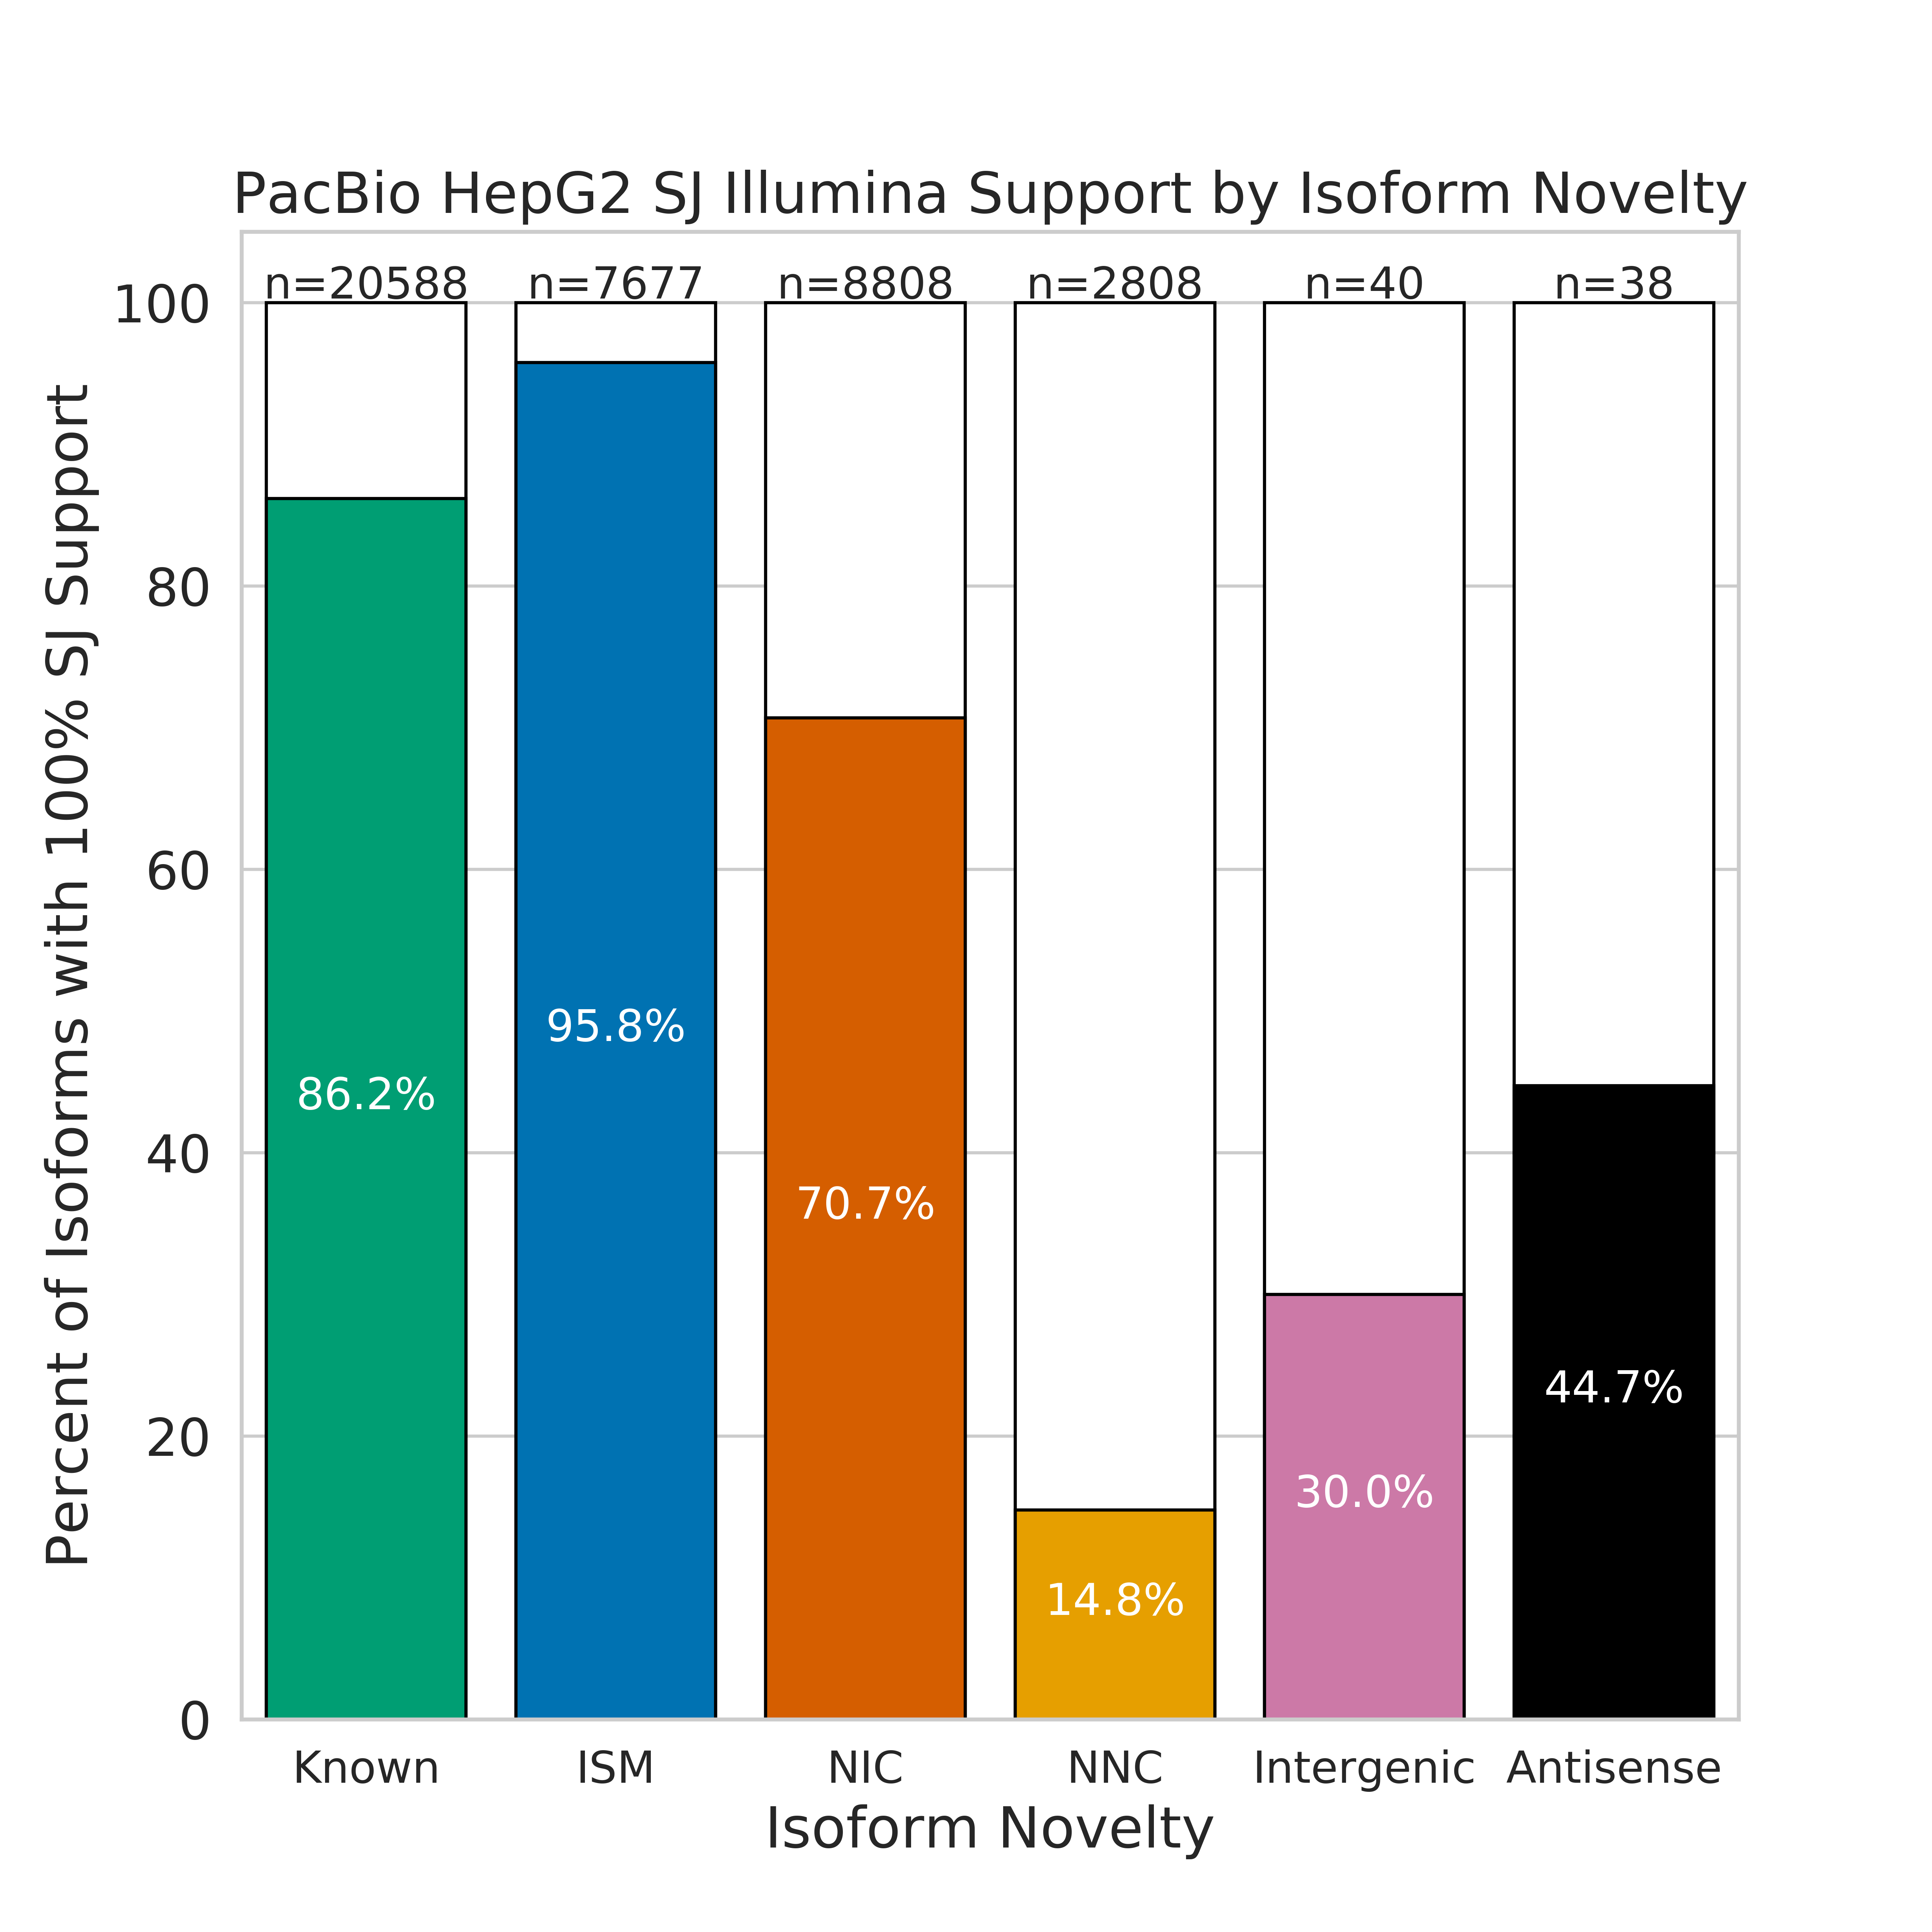 PacBio HepG2 SJ Illumina Support by Isoform Novelty
n=20588 n=7677 n=8808 n=2808 n=40 n=38
Percent of Isoforms with 100% SJ Support
100
80
60
40
20
0
86.2%
95.8%
70.7%
14.8%
30.0%
44.7%
Known ISM NIC NNC Intergenic Antisense
Isoform Novelty